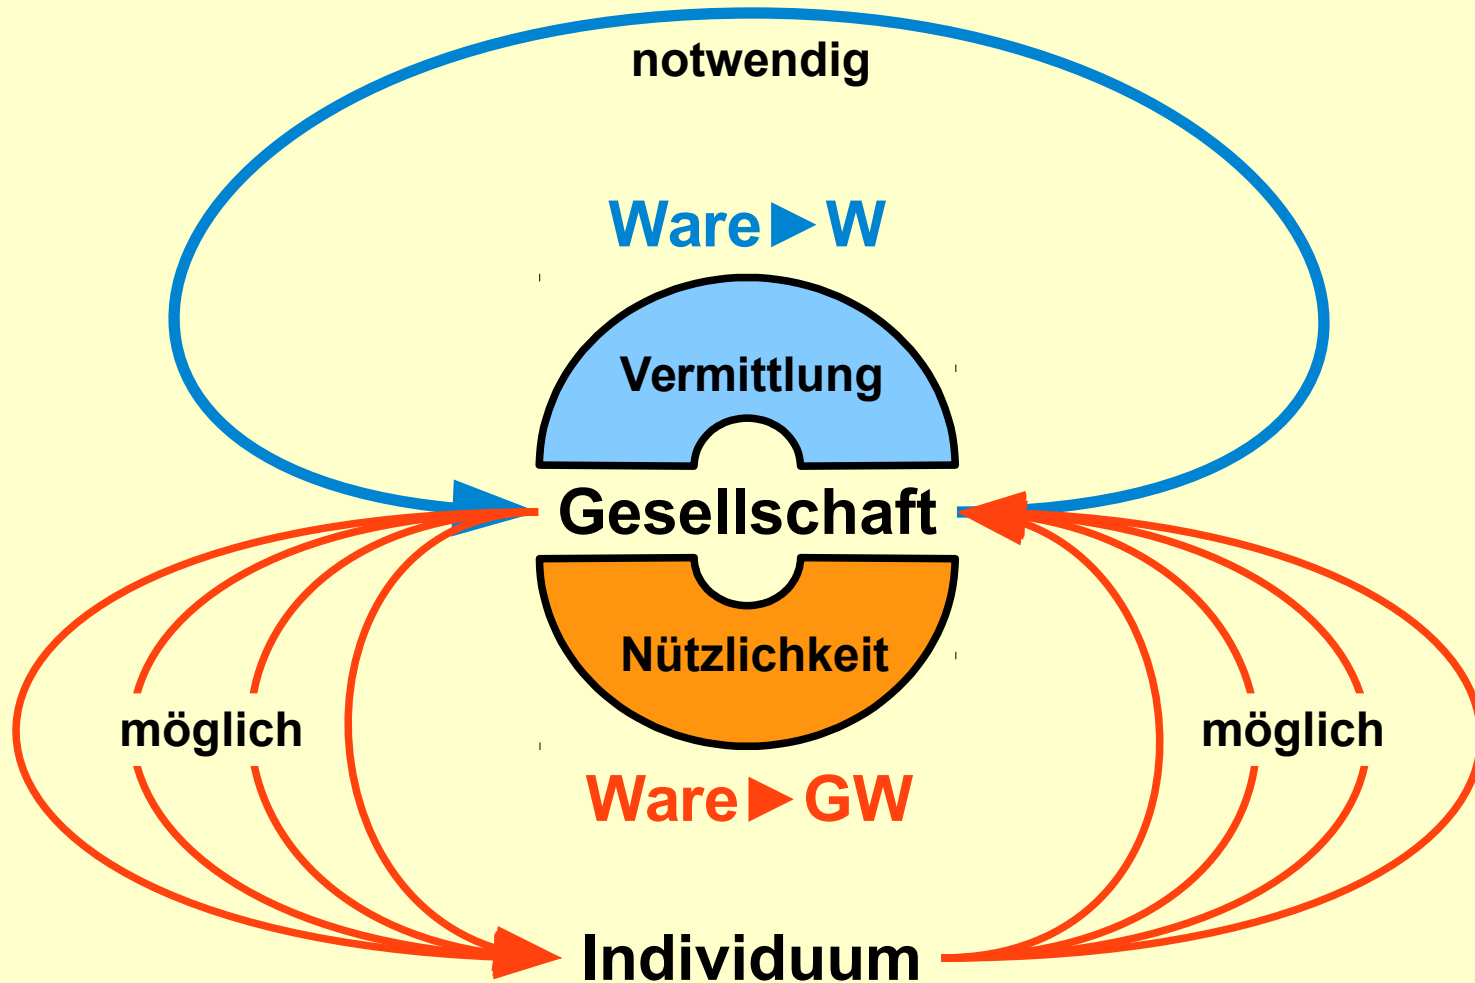 notwendig
Ware ► W
Vermittlung
Gesellschaft
Nützlichkeit
möglich
möglich
Ware ► GW
Individuum